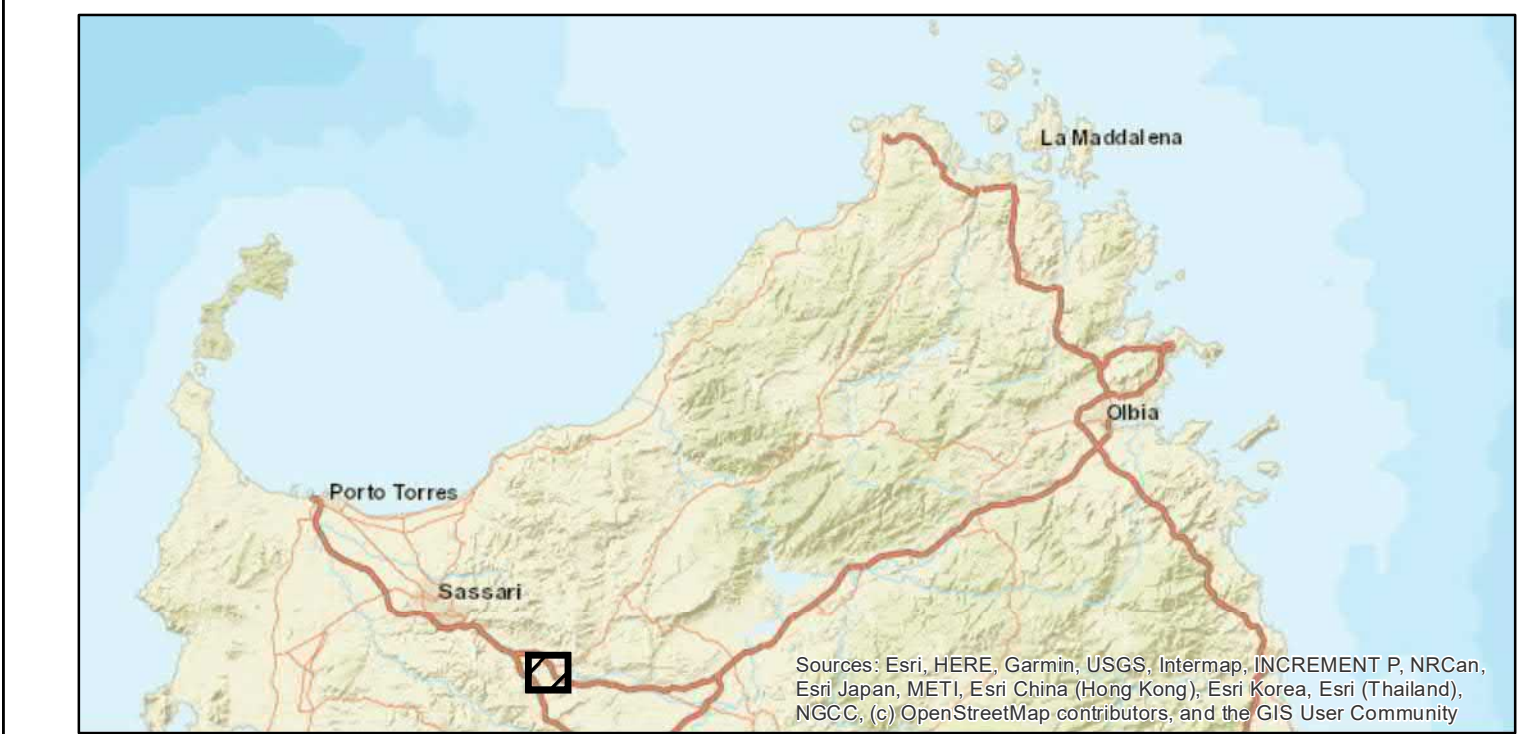 La Maddalena
Olbia
Porto Torres
Sassari
Sources: Esri, HERE, Garmin, USGS, Intermap, INCREMENT P, NRCan,
Esri Japan, METI, Esri China (Hong Kong), Esri Korea, Esri (Thailand),
NGCC, (c) OpenStreetMap contributors, and the GIS User Community